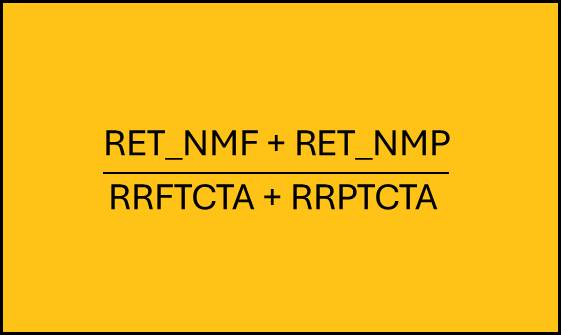 RET_NMF + RET_NMP
RRFTCTA + RRPTCTA